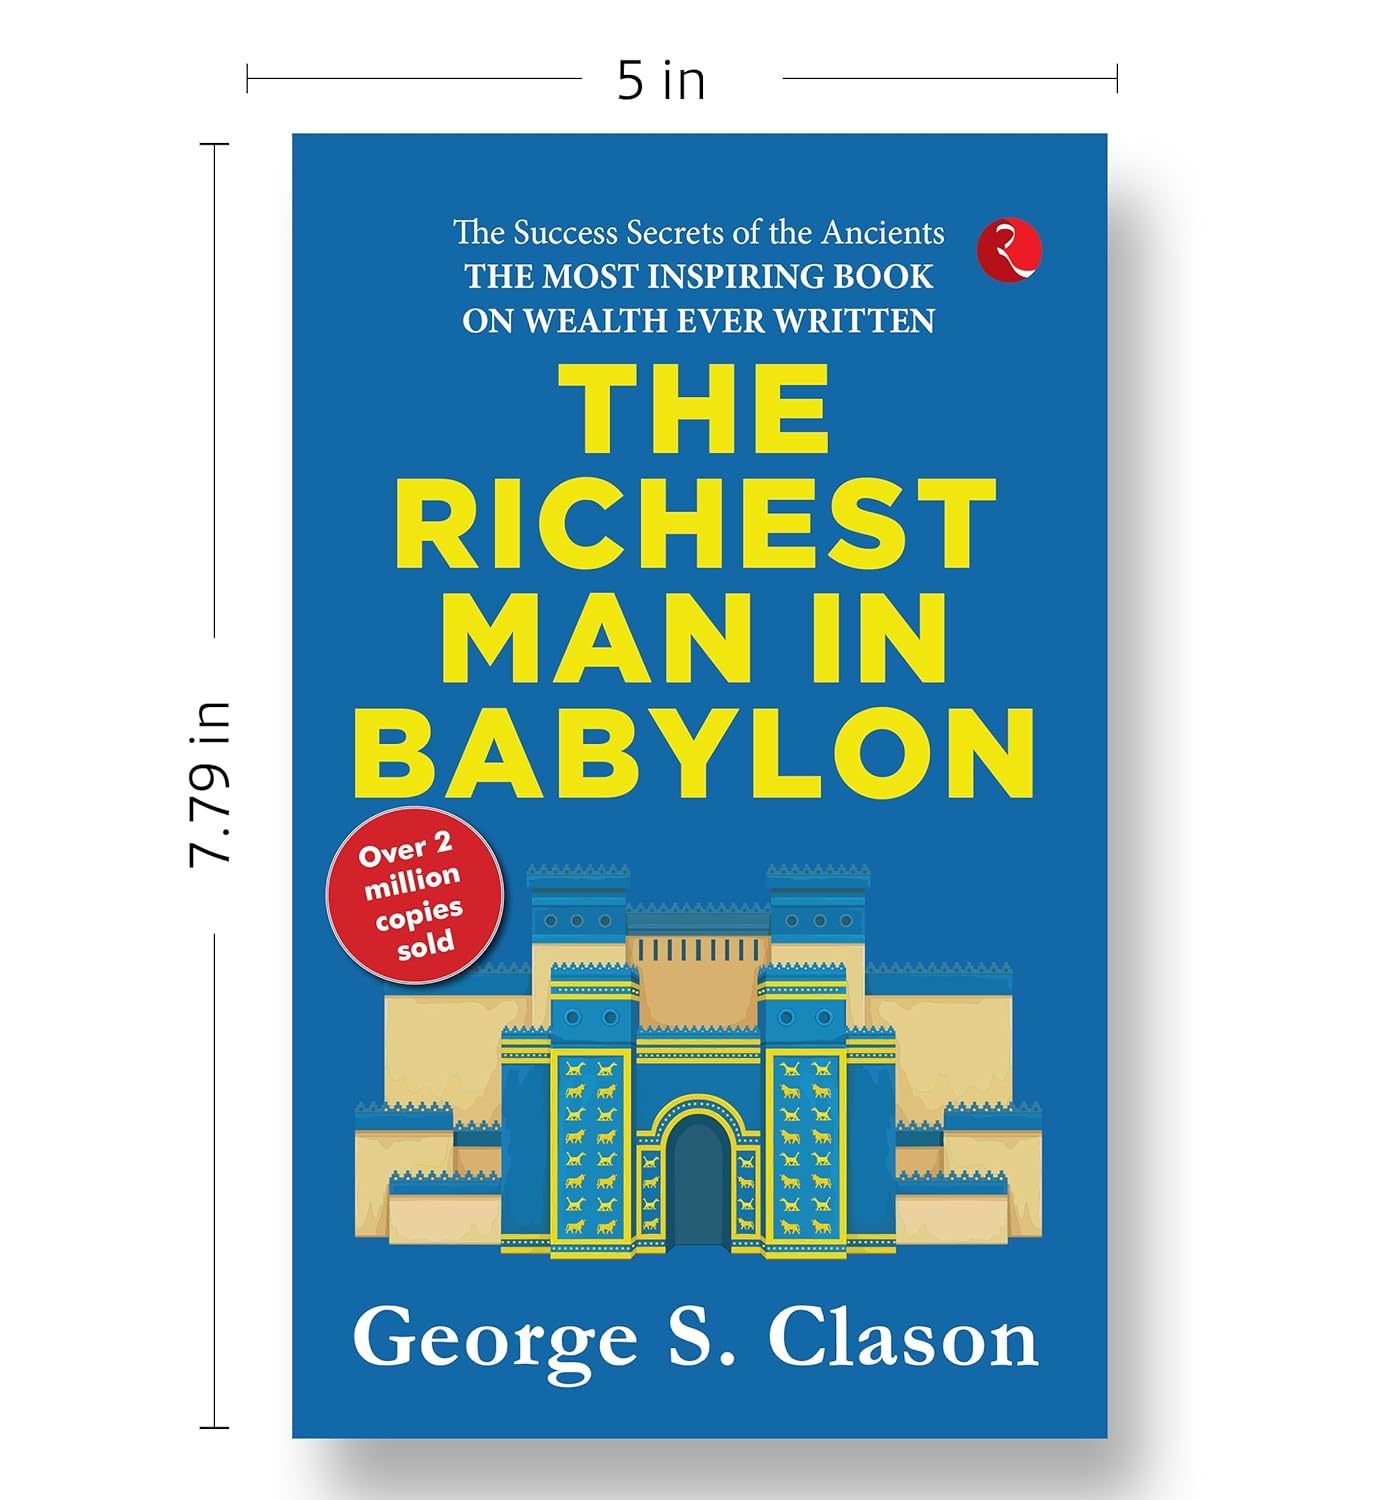 5 in
7.79 in
The Success Secrets of the Ancients
THE MOST INSPIRING BOOK
ON WEALTH EVER WRITTEN
THE
RICHEST
MAN IN
BABYLON
Over 2
million
copies
sold
George S. Clason